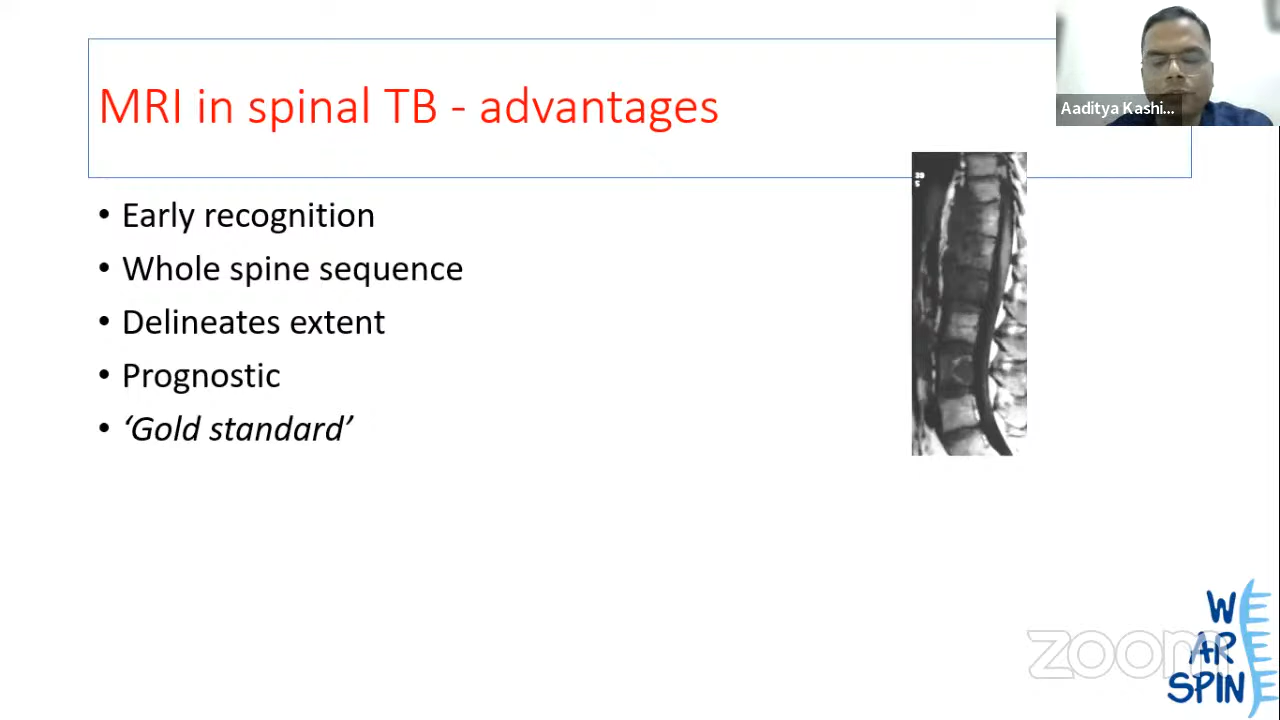 MRI in spinal TB - advantages
Aaditya Kashi...
• Early recognition
• Whole spine sequence
• Delineates extent
• Prognostic
• ‘Gold standard’
zoom
W
AR
SPIN